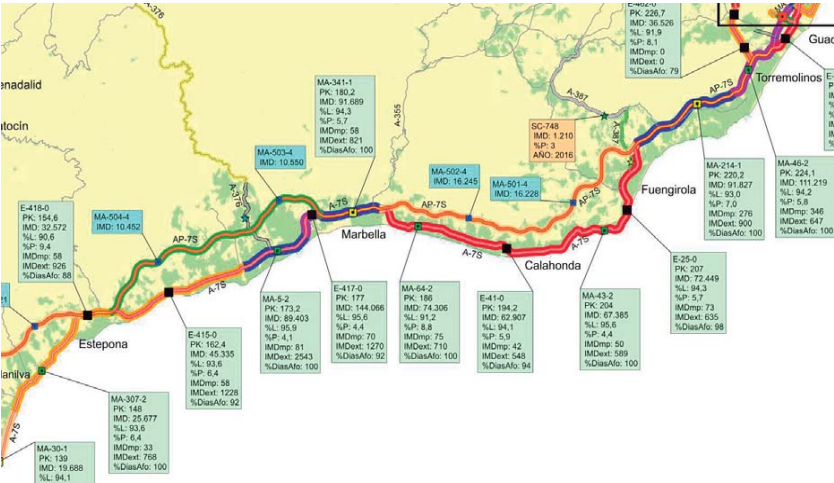 A-376
E-482-0
PK: 226,7
IMD: 36.526
%L: 91,9
%P: 8,1
IMDmp: 0
IMDext: 0
%DiasAfo: 79
Torremolinos
enadalid
atocín
MA-341-1
PK: 180,2
IMD: 91.689
%L: 94,3
%P: 5,7
IMDmp: 58
IMDext: 821
%DiasAfo: 100
A-355
A-387
AP-7S
SC-748
IMD: 1.210
%P: 3
AÑO: 2016
A-387
MA-503-4
IMD: 10.550
MA-502-4
IMD: 16.245
MA-501-4
IMD: 16.228
AP-7S
Fuengirola
MA-214-1
PK: 220,2
IMD: 91.827
%L: 93,0
%P: 7,0
IMDmp: 276
IMDext: 900
%DiasAfo: 100
MA-46-2
PK: 224,1
IMD: 111.219
%L: 94,2
%P: 5,8
IMDmp: 346
IMDext: 647
%DiasAfo: 100
E-418-0
PK: 154,6
IMD: 32.572
%L: 90,6
%P: 9,4
IMDmp: 58
IMDext: 926
%DiasAfo: 88
MA-504-4
IMD: 10.452
AP-7S
A-376
A-7S
Marbella
AP-7S
A-7S
Calahonda
A-7S
E-25-0
PK: 207
IMD: 72.449
%L: 94,3
%P: 5,7
IMDmp: 73
IMDext: 635
%DiasAfo: 98
21
Estepona
A-7S
E-415-0
PK: 162,4
IMD: 45.335
%L: 93,6
%P: 6,4
IMDmp: 58
IMDext: 1228
%DiasAfo: 92
MA-5-2
PK: 173,2
IMD: 89.403
%L: 95,9
%P: 4,1
IMDmp: 81
IMDext: 2543
%DiasAfo: 100
E-417-0
PK: 177
IMD: 144.066
%L: 95,6
%P: 4,4
IMDmp: 70
IMDext: 1270
%DiasAfo: 92
MA-64-2
PK: 186
IMD: 74.306
%L: 91,2
%P: 8,8
IMDmp: 75
IMDext: 710
%DiasAfo: 100
E-41-0
PK: 194,2
IMD: 62.907
%L: 94,1
%P: 5,9
IMDmp: 42
IMDext: 548
%DiasAfo: 94
MA-43-2
PK: 204
IMD: 67.385
%L: 95,6
%P: 4,4
IMDmp: 50
IMDext: 589
%DiasAfo: 100
lanilva
MA-307-2
PK: 148
IMD: 25.677
%L: 93,6
%P: 6,4
IMDmp: 33
IMDext: 768
%DiasAfo: 100
A-7S
MA-30-1
PK: 139
IMD: 19.688
%L: 94,1